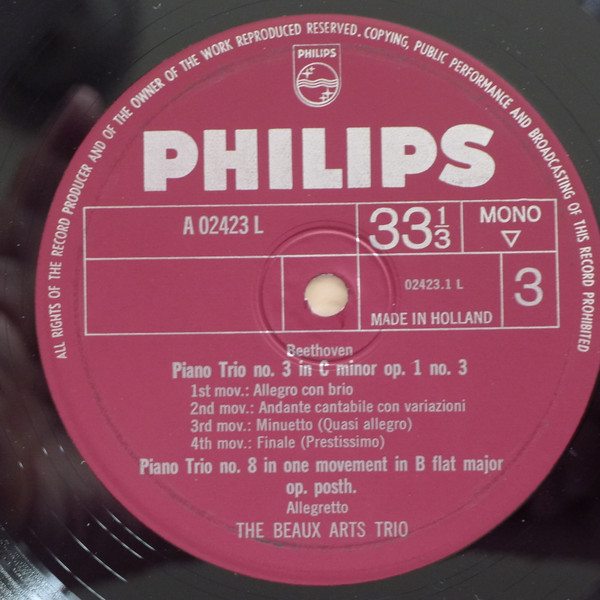 ALL RIGHTS OF THE RECORD PRODUCER AND OF THE OWNER OF THE WORK REPRODUCED RESERVED. COPYING, PUBLIC PERFORMANCE AND BROADCASTING OF THIS RECORD PROHIBITED
PHILIPS
PHILIPS
A 02423 L
33 1/3
MONO
▽
02423.1 L
3
MADE IN HOLLAND
Beethoven
Piano Trio no. 3 in C minor op. 1 no. 3
1st mov.: Allegro con brio
2nd mov.: Andante cantabile con variazioni
3rd mov.: Minuetto (Quasi allegro)
4th mov.: Finale (Prestissimo)
Piano Trio no. 8 in one movement in B flat major
op. posth.
Allegretto
THE BEAUX ARTS TRIO